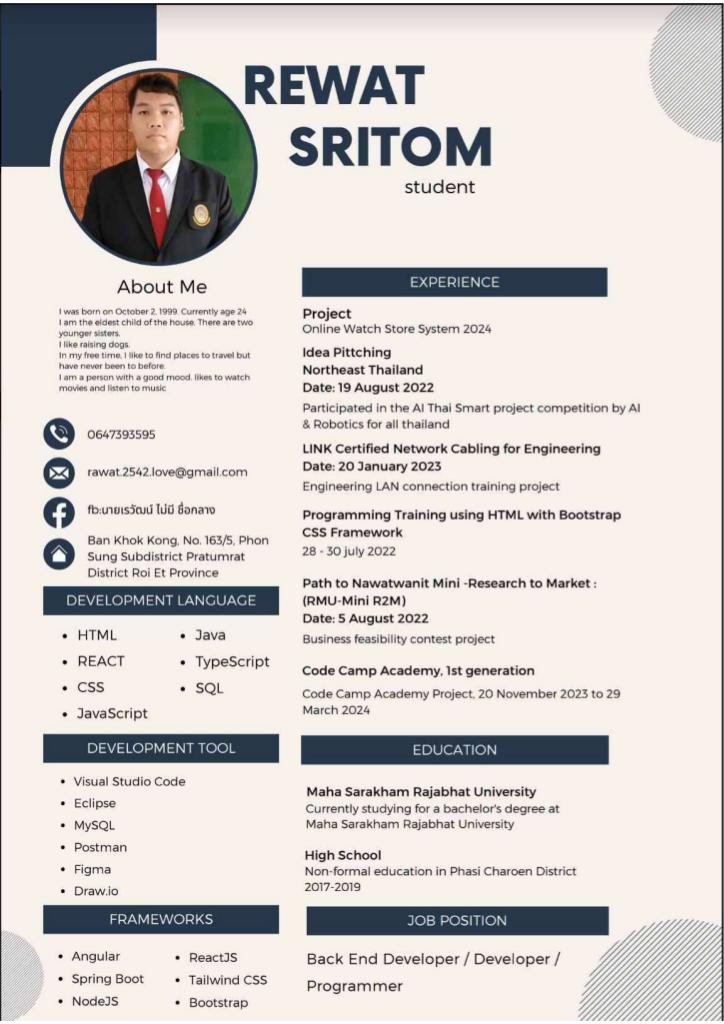 REWAT
SRITOM
student
About Me
I was born on October 2, 1999. Currently age 24
I am the eldest child of the house. There are two
younger sisters.
I like raising dogs.
In my free time, I like to find places to travel but
have never been to before.
I am a person with a good mood. likes to watch
movies and listen to music
0647393595
rawat.2542.love@gmail.com
fb:นายเรวัฒน์ ไม่มี ชื่อกลาง
Ban Khok Kong, No. 163/5, Phon
Sung Subdistrict Pratumrat
District Roi Et Province
DEVELOPMENT LANGUAGE
• HTML
• REACT
• CSS
• JavaScript
• Java
• TypeScript
• SQL
DEVELOPMENT TOOL
• Visual Studio Code
• Eclipse
• MySQL
• Postman
• Figma
• Draw.io
FRAMEWORKS
• Angular
• Spring Boot
• NodeJS
• ReactJS
• Tailwind CSS
• Bootstrap
EXPERIENCE
Project
Online Watch Store System 2024
Idea Pittching
Northeast Thailand
Date: 19 August 2022
Participated in the AI Thai Smart project competition by AI
& Robotics for all thailand
LINK Certified Network Cabling for Engineering
Date: 20 January 2023
Engineering LAN connection training project
Programming Training using HTML with Bootstrap
CSS Framework
28 - 30 july 2022
Path to Nawatwanit Mini -Research to Market :
(RMU-Mini R2M)
Date: 5 August 2022
Business feasibility contest project
Code Camp Academy, 1st generation
Code Camp Academy Project, 20 November 2023 to 29
March 2024
EDUCATION
Maha Sarakham Rajabhat University
Currently studying for a bachelor's degree at
Maha Sarakham Rajabhat University
High School
Non-formal education in Phasi Charoen District
2017-2019
JOB POSITION
Back End Developer / Developer /
Programmer